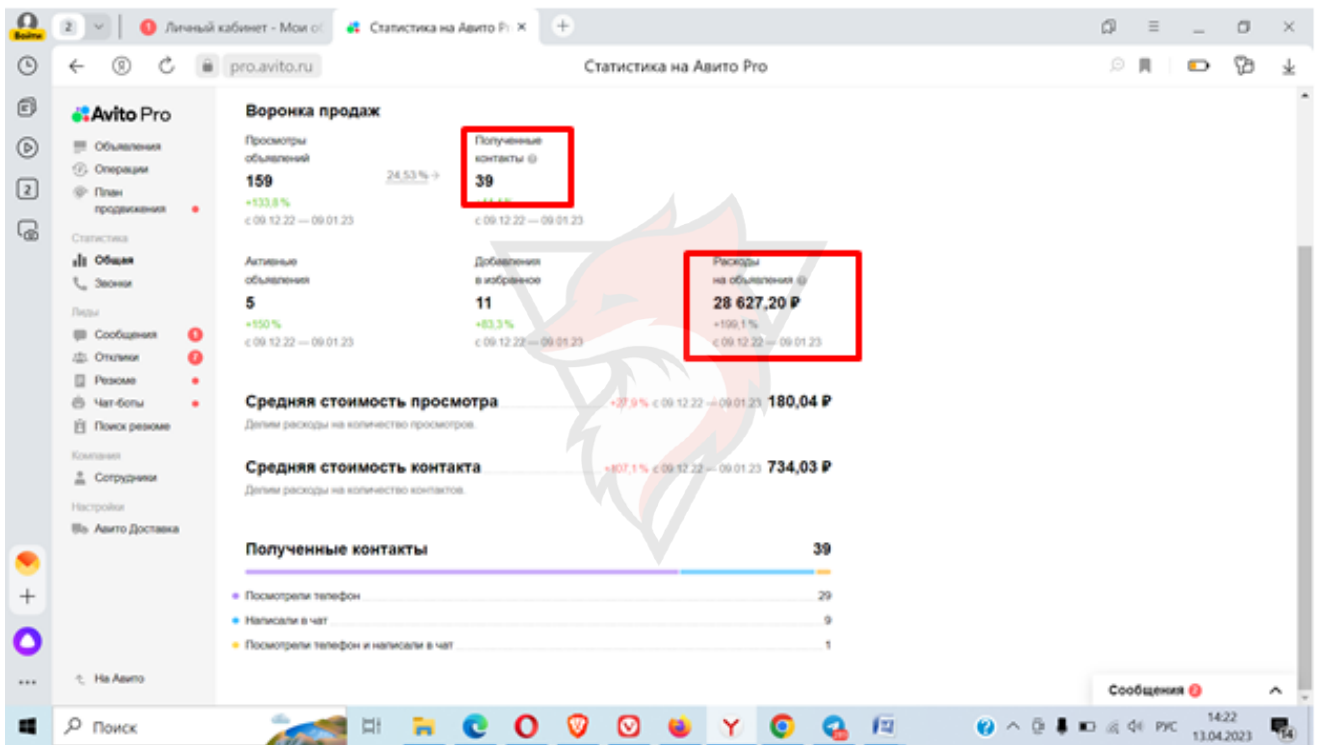 Войти
2
1 Личный кабинет - Мои об
Статистика на Авито Pr
pro.avito.ru
Статистика на Авито Pro
Avito Pro
Объявления
Операции
План
продвижения
Статистика
Общая
Звонки
Лиды
Сообщения
Отклики
Резюме
Чат-боты
Поиск резюме
Компания
Сотрудники
Настройки
Авито Доставка
На Авито
Воронка продаж
Просмотры
объявлений
159
+133,8 %
с 09.12.22 — 09.01.23
24,53 % →
Полученные
контакты
39
с 09.12.22 — 09.01.23
Активные
объявления
5
+150 %
с 09.12.22 — 09.01.23
Добавления
в избранное
11
+83,3 %
с 09.12.22 — 09.01.23
Расходы
на объявления
28 627,20 ₽
+199,1 %
с 09.12.22 — 09.01.23
Средняя стоимость просмотра +27,9 % с 09.12.22 — 09.01.23 180,04 ₽
Делим расходы на количество просмотров.
Средняя стоимость контакта +107,1 % с 09.12.22 — 09.01.23 734,03 ₽
Делим расходы на количество контактов.
Полученные контакты 39
Посмотрели телефон 29
Написали в чат 9
Посмотрели телефон и написали в чат 1
Сообщения 2
Поиск
РУС
14:22
13.04.2023
14